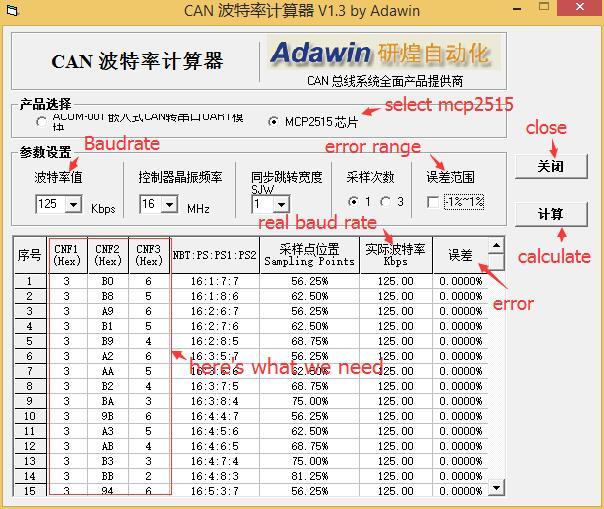 CAN 波特率计算器 V1.3 by Adawin
CAN 波特率计算器
Adawin 研煌自动化
CAN 总线系统全面产品提供商
产品选择
ACOM-001 嵌入式CAN转串口UART模块
MCP2515 芯片
select mcp2515
参数设置
Baudrate
error range
close
波特率值
控制器晶振频率
同步跳转宽度
SJW
采样次数
误差范围
关闭
125 Kbps
16 MHz
1
1 3
-1%~1%
计算
real baud rate
calculate
序号 CNF1 (Hex) CNF2 (Hex) CNF3 (Hex) NBT:PS:PS1:PS2 采样点位置 Sampling Points 实际波特率 Kbps 误差
error
1 3 B0 6 16:1:7:7 56.25% 125.00 0.0000%
2 3 B8 5 16:1:8:6 62.50% 125.00 0.0000%
3 3 A9 6 16:2:6:7 56.25% 125.00 0.0000%
4 3 B1 5 16:2:7:6 62.50% 125.00 0.0000%
5 3 B9 4 16:2:8:5 68.75% 125.00 0.0000%
6 3 A2 6 16:3:5:7 56.25% 125.00 0.0000%
here's what we need
7 3 AA 5 16:3:6:6 62.50% 125.00 0.0000%
8 3 B2 4 16:3:7:5 68.75% 125.00 0.0000%
9 3 BA 3 16:3:8:4 75.00% 125.00 0.0000%
10 3 9B 6 16:4:4:7 56.25% 125.00 0.0000%
11 3 A3 5 16:4:5:6 62.50% 125.00 0.0000%
12 3 AB 4 16:4:6:5 68.75% 125.00 0.0000%
13 3 B3 3 16:4:7:4 75.00% 125.00 0.0000%
14 3 BB 2 16:4:8:3 81.25% 125.00 0.0000%
15 3 94 6 16:5:3:7 56.25% 125.00 0.0000%